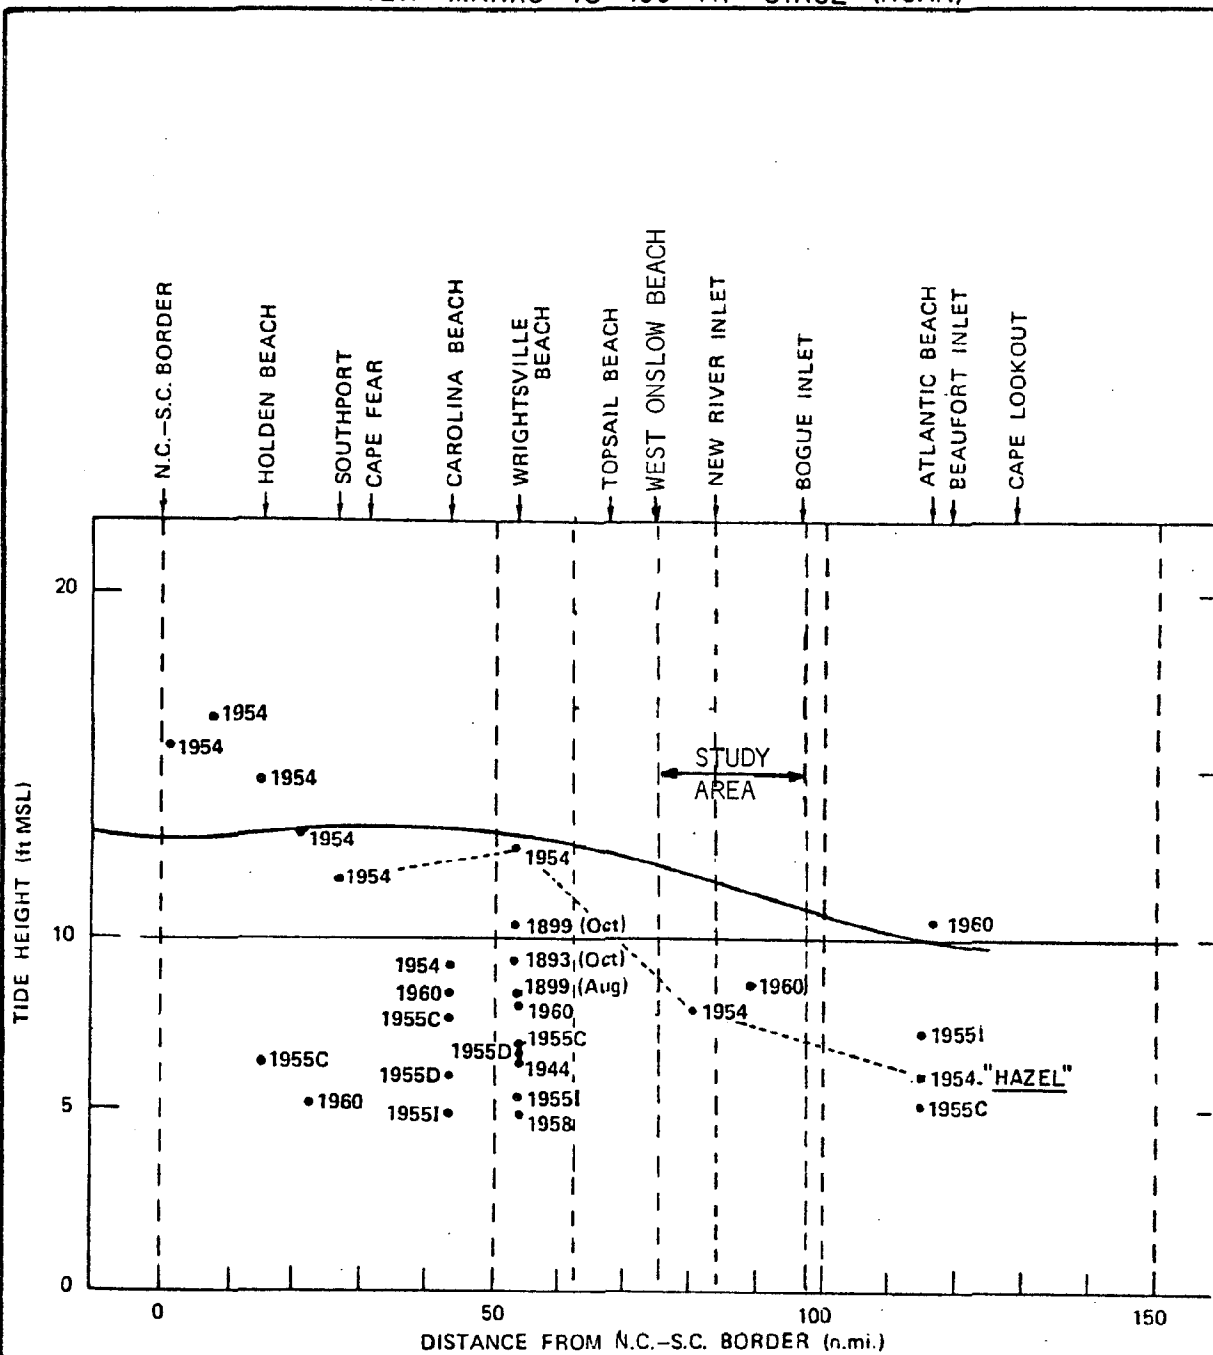 N.C.–S.C. BORDER
HOLDEN BEACH
SOUTHPORT
CAPE FEAR
CAROLINA BEACH
WRIGHTSVILLE
BEACH
TOPSAIL BEACH
WEST ONSLOW BEACH
NEW RIVER INLET
BOGUE INLET
ATLANTIC BEACH
BEAUFORT INLET
CAPE LOOKOUT
20
1954
1954
1954
STUDY
AREA
TIDE HEIGHT (ft MSL)
1954
1954
1954
1899 (Oct)
1960
10
1954
1893 (Oct)
1960
1899 (Aug)
1960
1955C
1960
1954
1955C
1955D
1955C
1944
1955I
1955D
1954 "HAZEL"
1960
1955I
1955I
1958
1955C
5
0
0
50
100
150
DISTANCE FROM N.C.–S.C. BORDER (n.mi.)